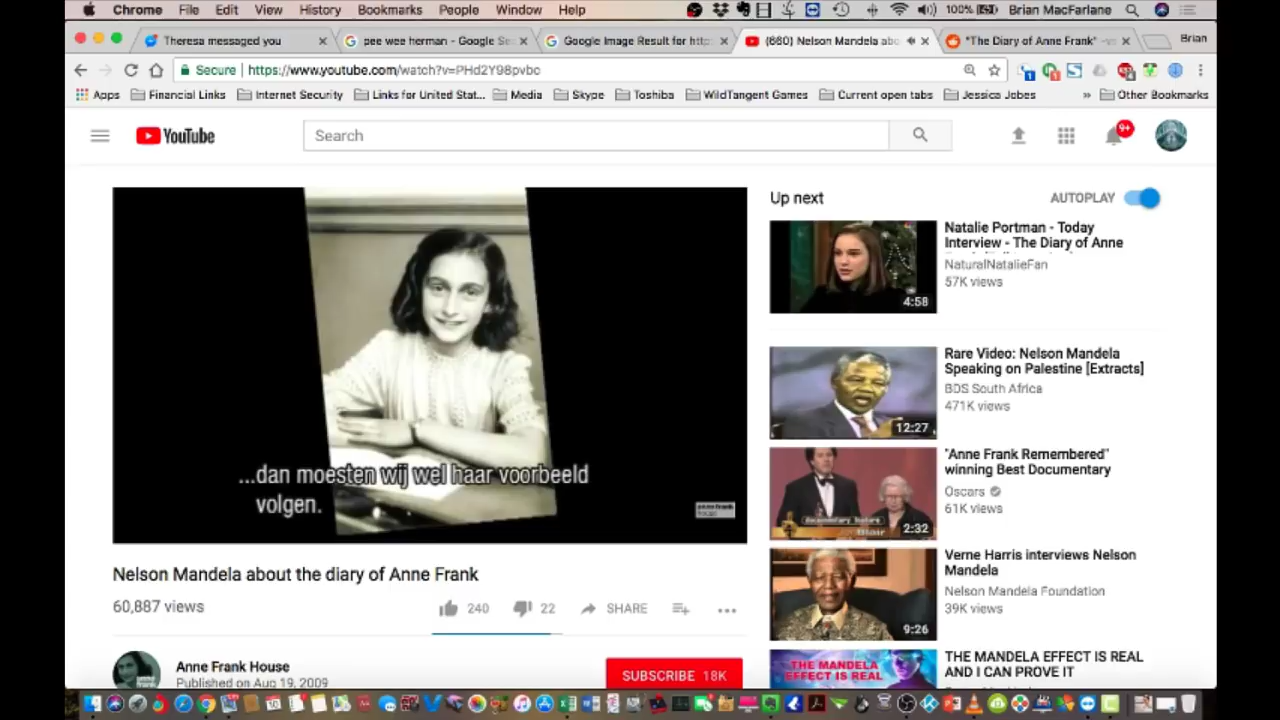 Chrome File Edit View History Bookmarks People Window Help 100% Brian MacFarlane
Theresa messaged you
pee wee herman - Google Se
Google Image Result for http:
(660) Nelson Mandela abo
"The Diary of Anne Frank"
Brian
Secure https://www.youtube.com/watch?v=PHd2Y98pvbc
Apps Financial Links Internet Security Links for United Stat... Media Skype Toshiba WildTangent Games Current open tabs Jessica Jobes » Other Bookmarks
YouTube
Search
9+
...dan moesten wij wel haar voorbeeld
volgen.
Nelson Mandela about the diary of Anne Frank
60,887 views
240 22 SHARE
Anne Frank House
Published on Aug 19, 2009
SUBSCRIBE 18K
Up next AUTOPLAY
Natalie Portman - Today
Interview - The Diary of Anne
NaturalNatalieFan
57K views
4:58
Rare Video: Nelson Mandela
Speaking on Palestine [Extracts]
BDS South Africa
471K views
12:27
"Anne Frank Remembered"
winning Best Documentary
Oscars
61K views
2:32
Verne Harris interviews Nelson
Mandela
Nelson Mandela Foundation
39K views
9:26
THE MANDELA EFFECT IS REAL
AND I CAN PROVE IT
THE MANDELA
EFFECT IS REAL